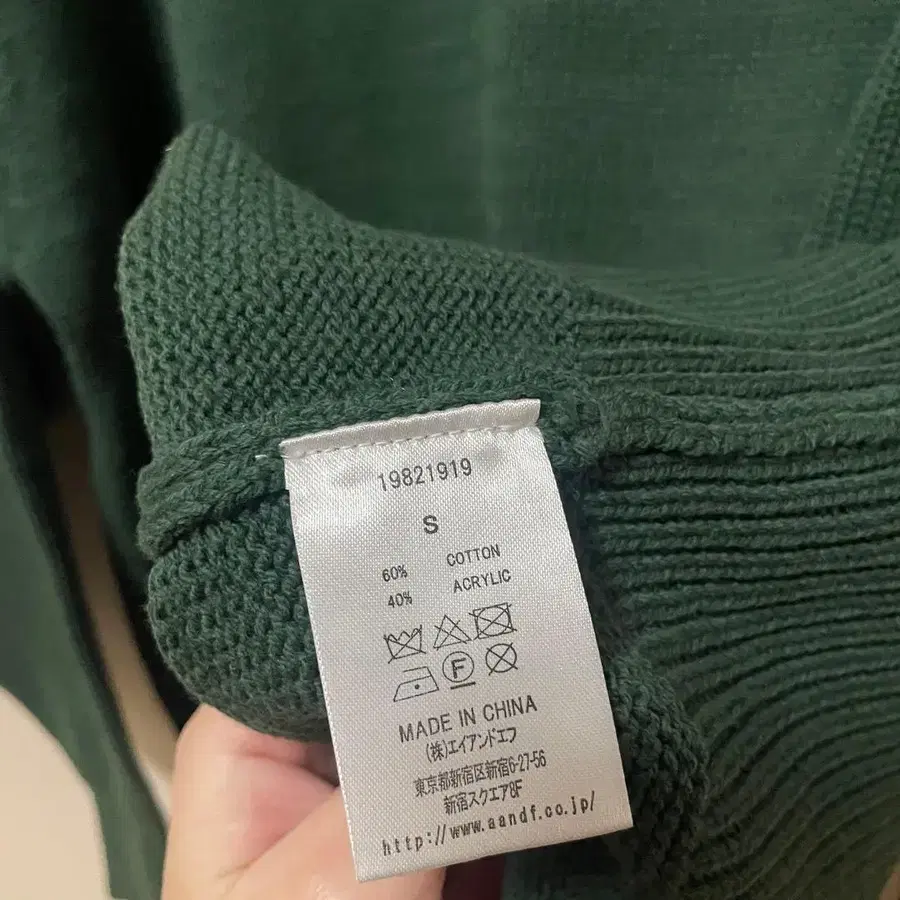 19821919
S
60% COTTON
40% ACRYLIC
F
MADE IN CHINA
(株)エイアンドエフ
東京都新宿区新宿6-27-56
新宿スクエア8F
http://www.aandf.co.jp/